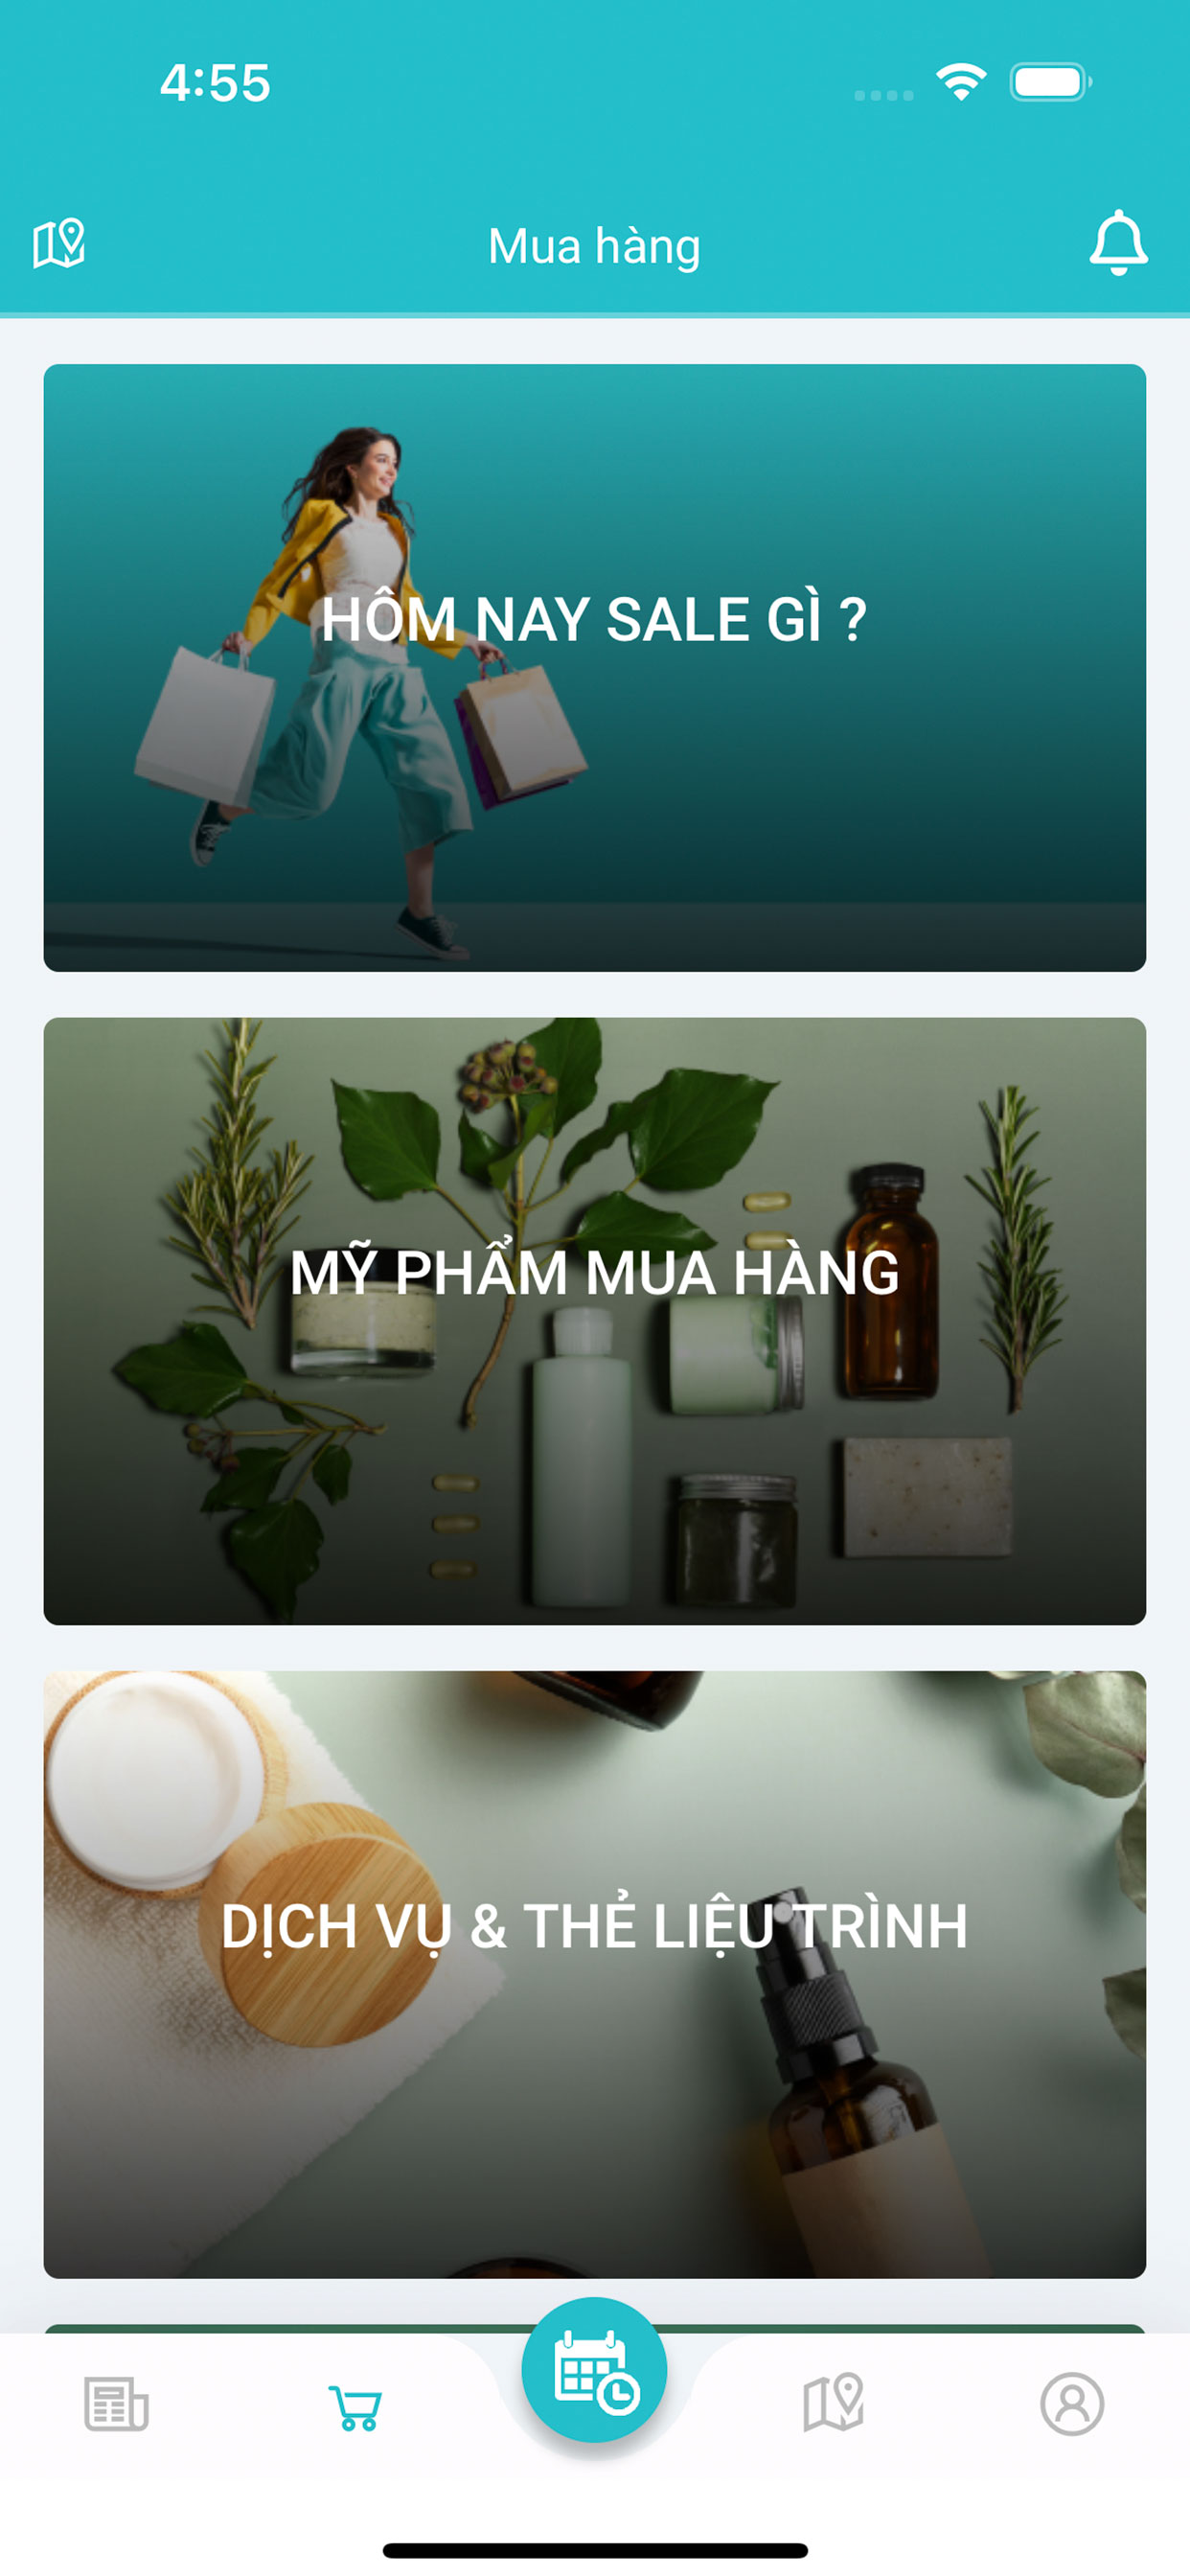 4:55
Mua hàng
HÔM NAY SALE GÌ ?
MỸ PHẨM MUA HÀNG
DỊCH VỤ & THẺ LIỆU TRÌNH